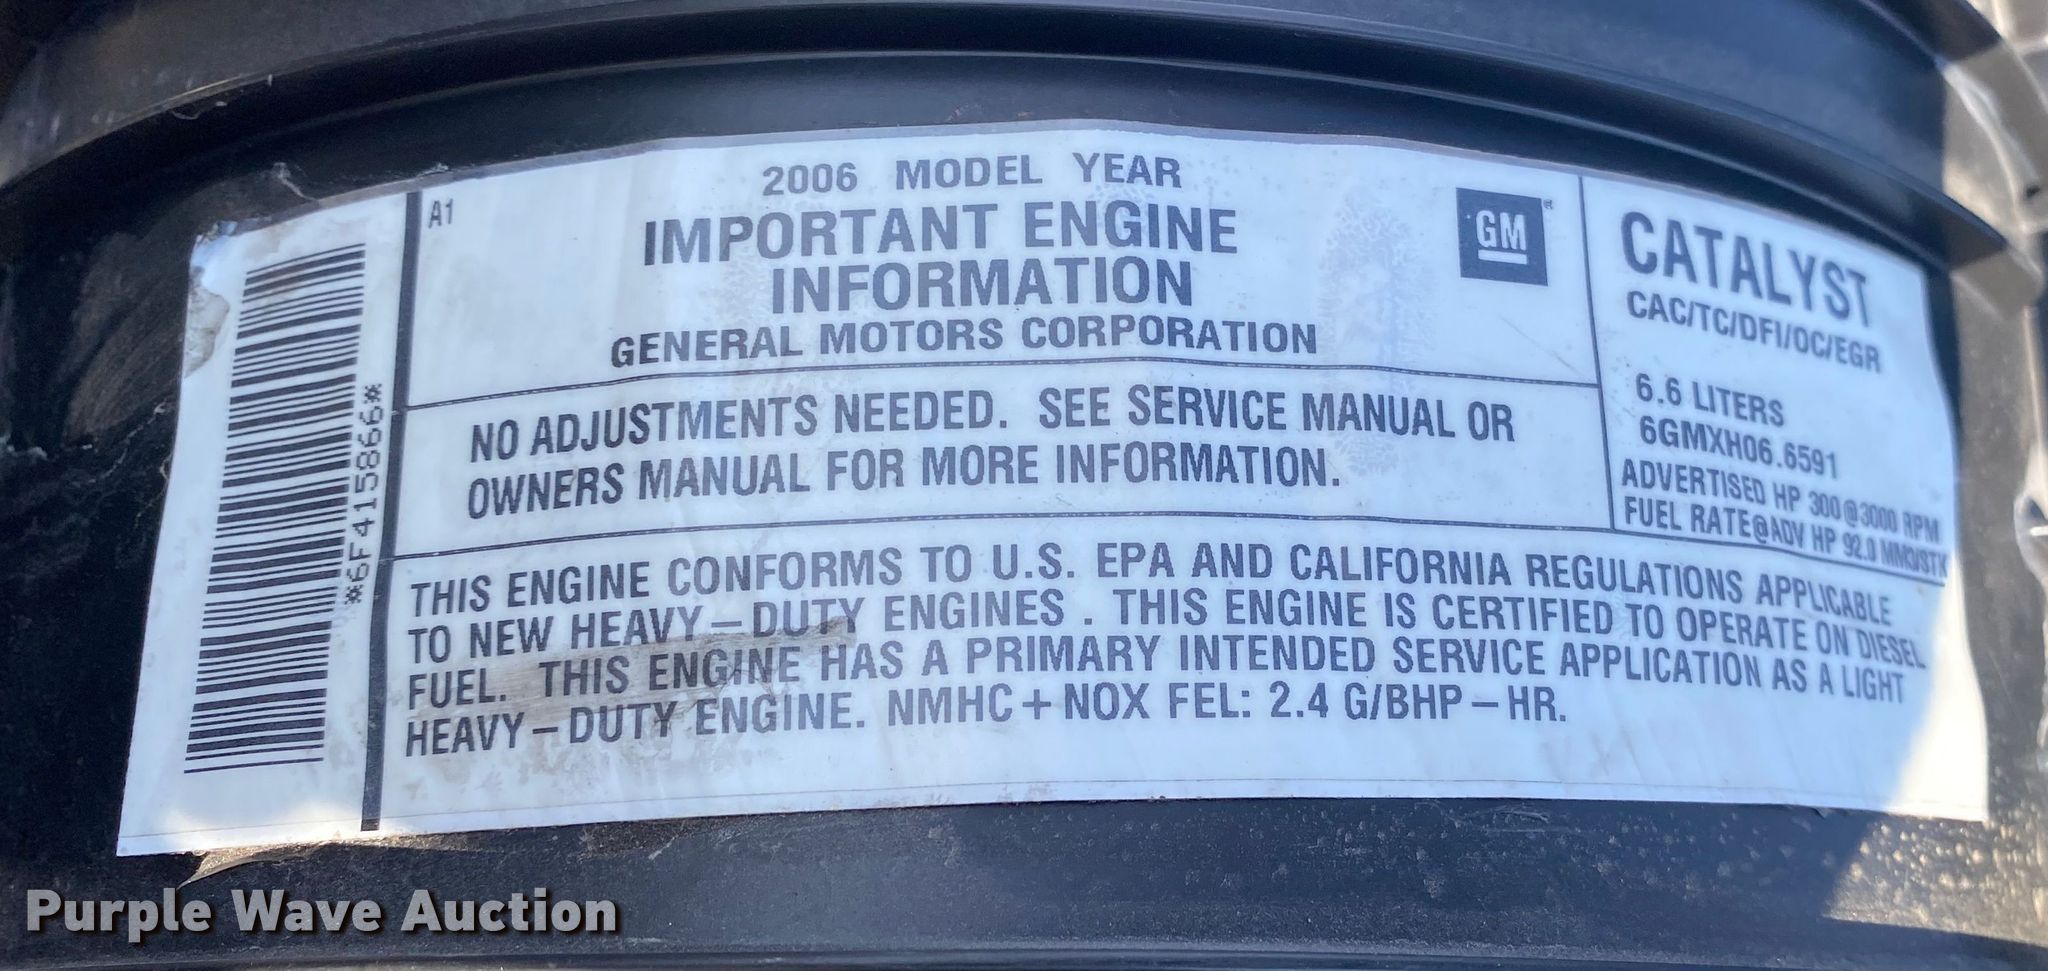 A1
2006 MODEL YEAR
IMPORTANT ENGINE
INFORMATION
GENERAL MOTORS CORPORATION
GM
NO ADJUSTMENTS NEEDED. SEE SERVICE MANUAL OR
OWNERS MANUAL FOR MORE INFORMATION.
CATALYST
CAC/TC/DFI/OC/EGR
6.6 LITERS
6GMXH06.6591
ADVERTISED HP 300@3000 RPM
FUEL RATE@ADV HP 92.0 MM3/STK
THIS ENGINE CONFORMS TO U.S. EPA AND CALIFORNIA REGULATIONS APPLICABLE
TO NEW HEAVY-DUTY ENGINES . THIS ENGINE IS CERTIFIED TO OPERATE ON DIESEL
FUEL. THIS ENGINE HAS A PRIMARY INTENDED SERVICE APPLICATION AS A LIGHT
HEAVY-DUTY ENGINE. NMHC+NOX FEL: 2.4 G/BHP-HR.
*6F415866*
Purple Wave Auction